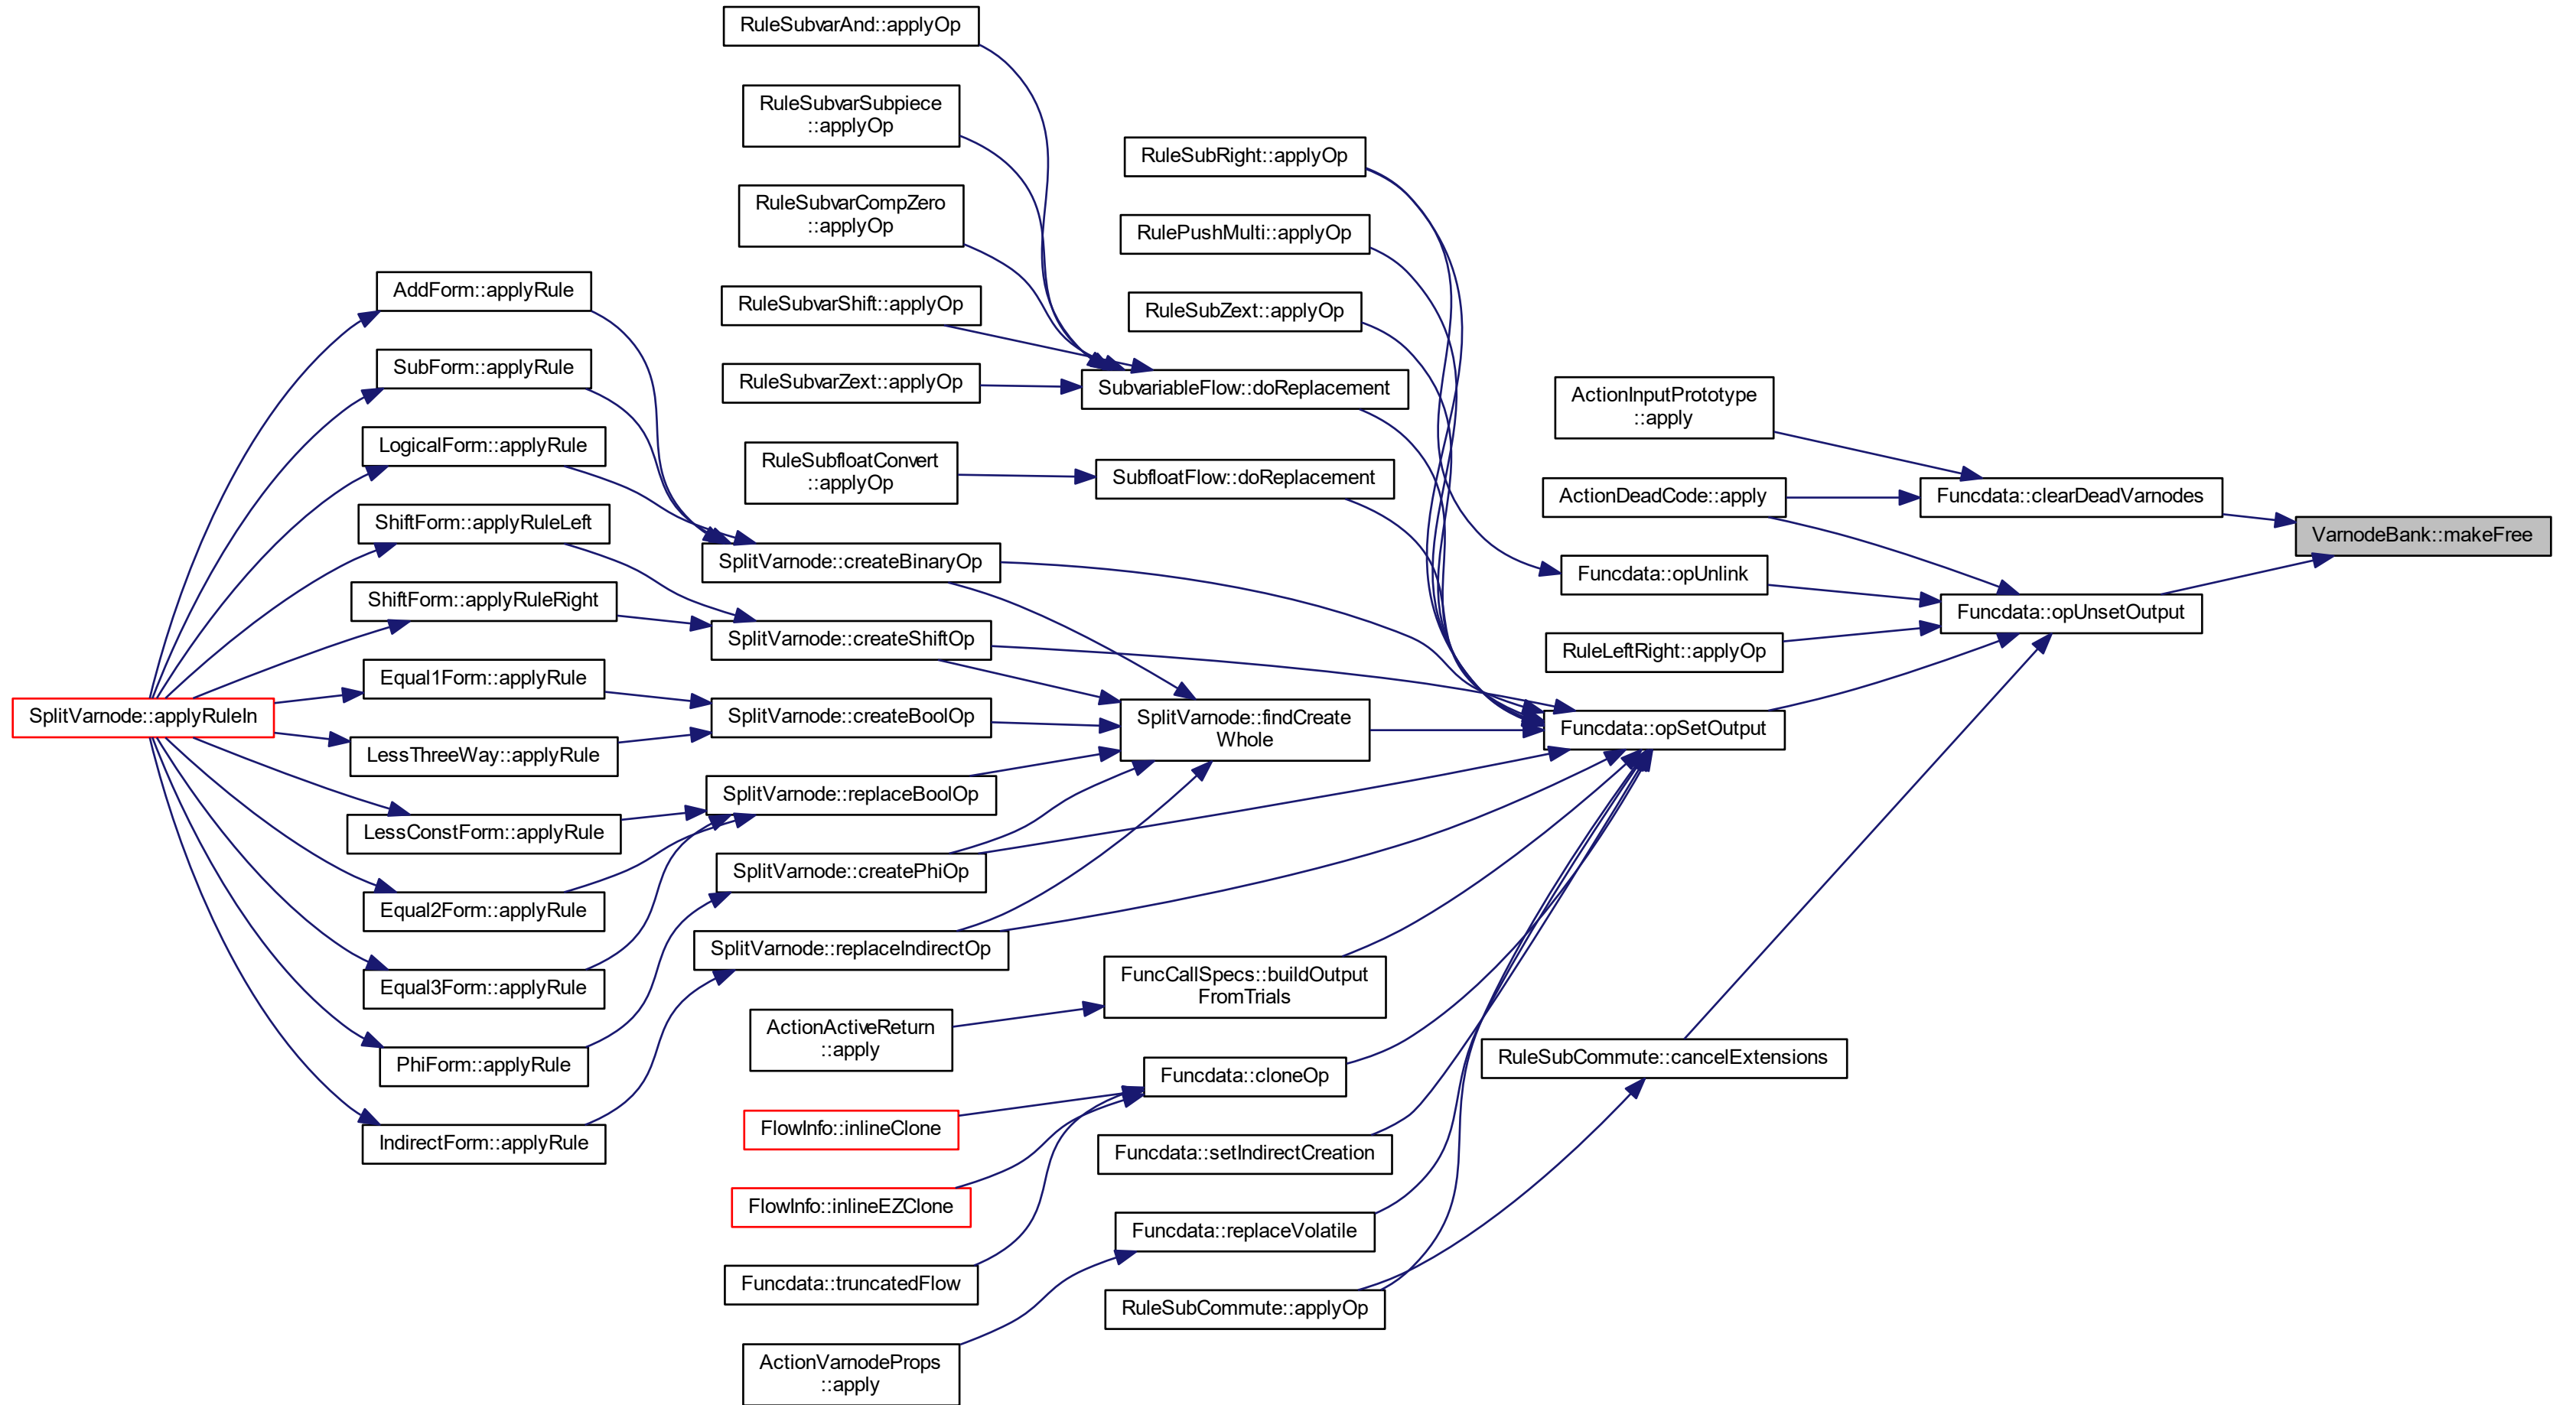 RuleSubvarAnd::applyOp
RuleSubvarSubpiece
::applyOp
RuleSubRight::applyOp
RuleSubvarCompZero
::applyOp
RulePushMulti::applyOp
AddForm::applyRule
RuleSubvarShift::applyOp
RuleSubZext::applyOp
SubForm::applyRule
RuleSubvarZext::applyOp
SubvariableFlow::doReplacement
ActionInputPrototype
::apply
LogicalForm::applyRule
RuleSubfloatConvert
::applyOp
SubfloatFlow::doReplacement
ActionDeadCode::apply
Funcdata::clearDeadVarnodes
ShiftForm::applyRuleLeft
VarnodeBank::makeFree
SplitVarnode::createBinaryOp
Funcdata::opUnlink
ShiftForm::applyRuleRight
Funcdata::opUnsetOutput
SplitVarnode::createShiftOp
RuleLeftRight::applyOp
Equal1Form::applyRule
SplitVarnode::applyRuleIn
SplitVarnode::createBoolOp
SplitVarnode::findCreate
Whole
Funcdata::opSetOutput
LessThreeWay::applyRule
SplitVarnode::replaceBoolOp
LessConstForm::applyRule
SplitVarnode::createPhiOp
Equal2Form::applyRule
SplitVarnode::replaceIndirectOp
Equal3Form::applyRule
FuncCallSpecs::buildOutput
FromTrials
ActionActiveReturn
::apply
RuleSubCommute::cancelExtensions
PhiForm::applyRule
Funcdata::cloneOp
FlowInfo::inlineClone
IndirectForm::applyRule
Funcdata::setIndirectCreation
FlowInfo::inlineEZClone
Funcdata::replaceVolatile
Funcdata::truncatedFlow
RuleSubCommute::applyOp
ActionVarnodeProps
::apply